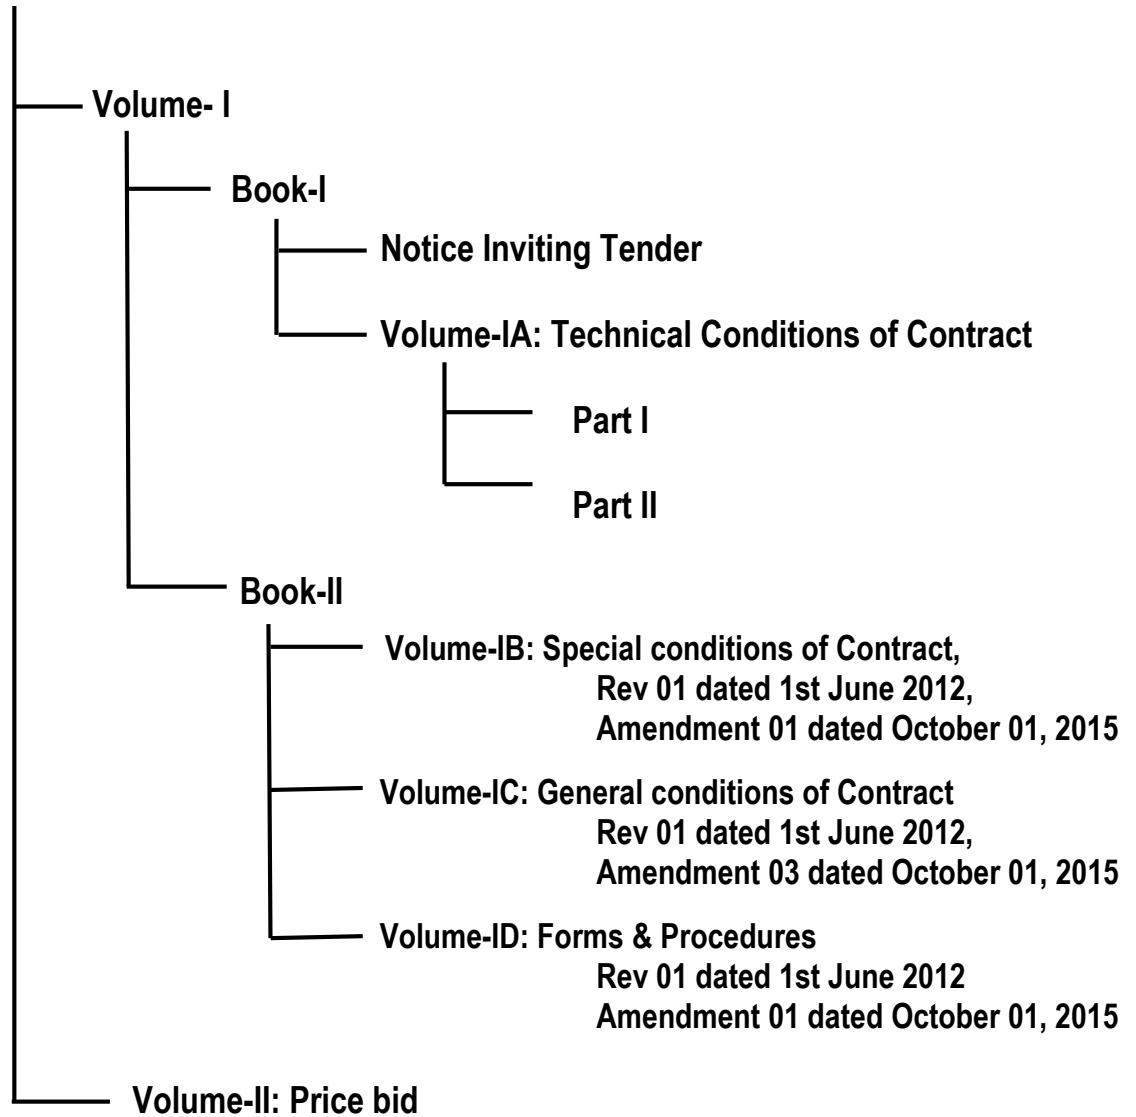 Volume- I
Book-I
Notice Inviting Tender
Volume-IA: Technical Conditions of Contract
Part I
Part II
Book-II
Volume-IB: Special conditions of Contract,
Rev 01 dated 1st June 2012,
Amendment 01 dated October 01, 2015
Volume-IC: General conditions of Contract
Rev 01 dated 1st June 2012,
Amendment 03 dated October 01, 2015
Volume-ID: Forms & Procedures
Rev 01 dated 1st June 2012
Amendment 01 dated October 01, 2015
Volume-II: Price bid